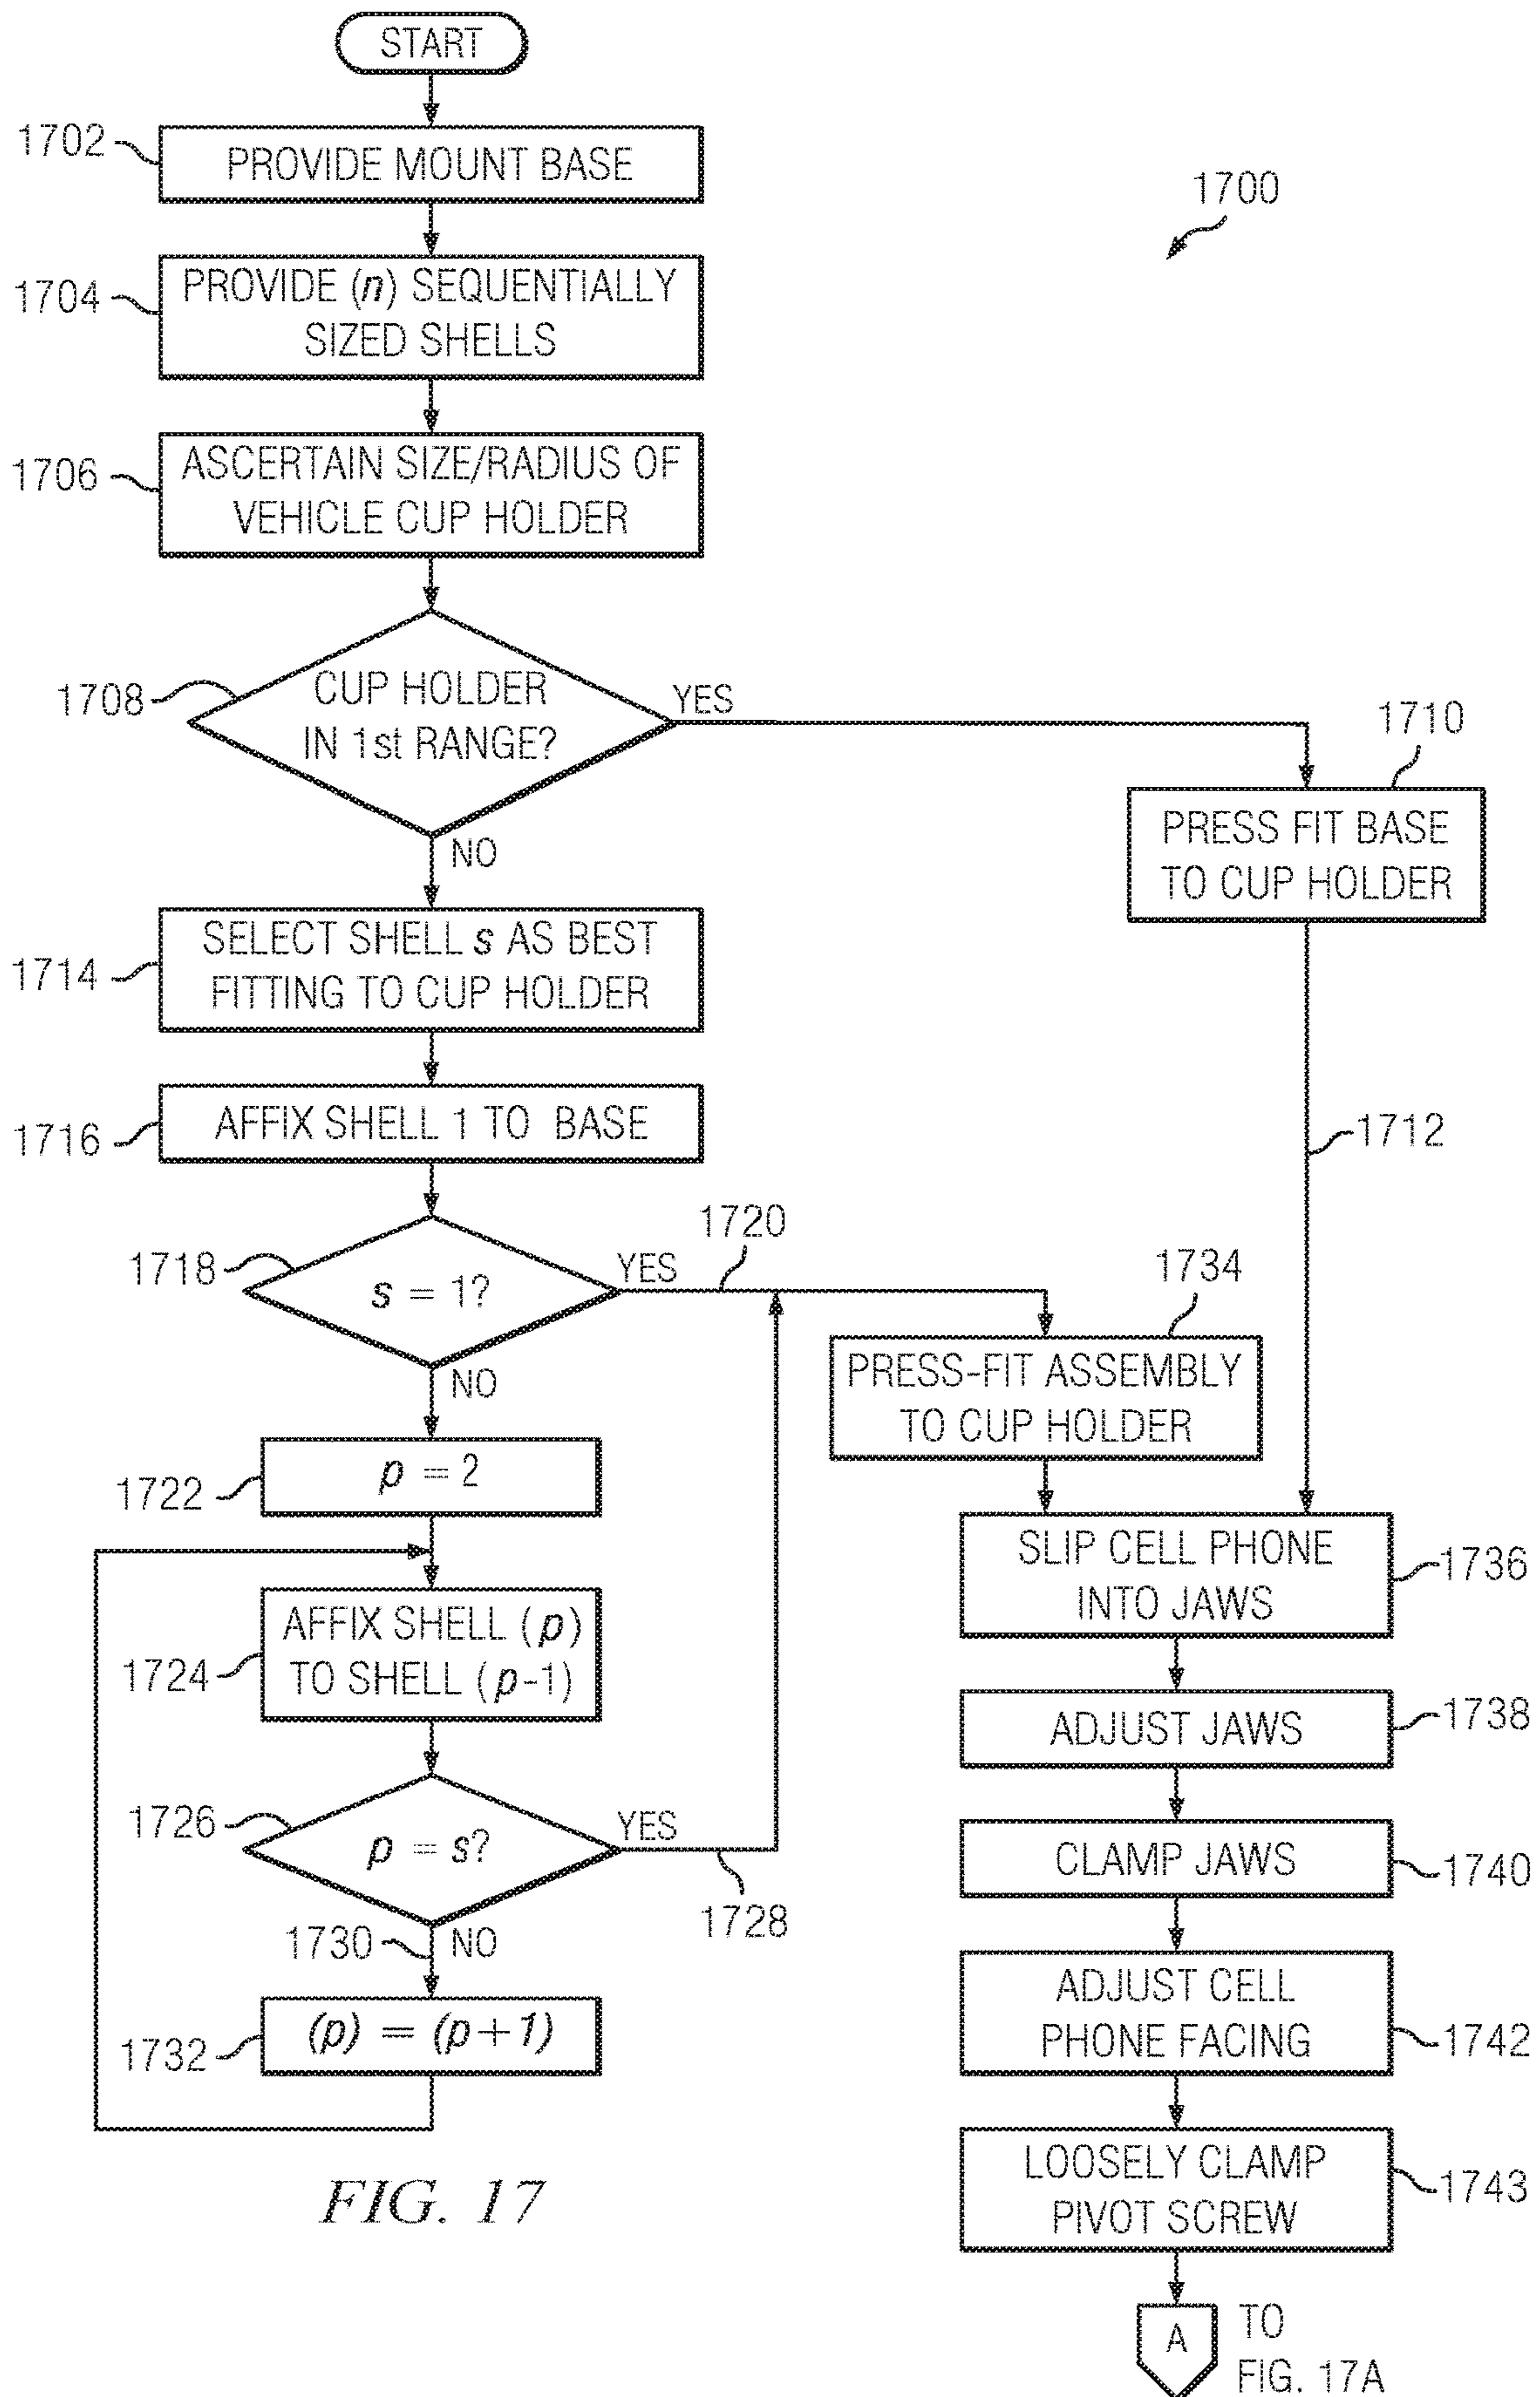 START
1702
PROVIDE MOUNT BASE
1700
1704
PROVIDE (n) SEQUENTIALLY
SIZED SHELLS
1706
ASCERTAIN SIZE/RADIUS OF
VEHICLE CUP HOLDER
1708
CUP HOLDER
IN 1st RANGE?
YES
NO
1710
PRESS FIT BASE
TO CUP HOLDER
1712
1714
SELECT SHELL s AS BEST
FITTING TO CUP HOLDER
1716
AFFIX SHELL 1 TO BASE
1718
s = 1?
YES
1720
NO
1734
PRESS-FIT ASSEMBLY
TO CUP HOLDER
1722
p = 2
1724
AFFIX SHELL (p)
TO SHELL (p-1)
1726
p = s?
YES
1728
1730
NO
1732
(p) = (p+1)
SLIP CELL PHONE
INTO JAWS
1736
ADJUST JAWS
1738
CLAMP JAWS
1740
ADJUST CELL
PHONE FACING
1742
LOOSELY CLAMP
PIVOT SCREW
1743
A
TO
FIG. 17A
FIG. 17